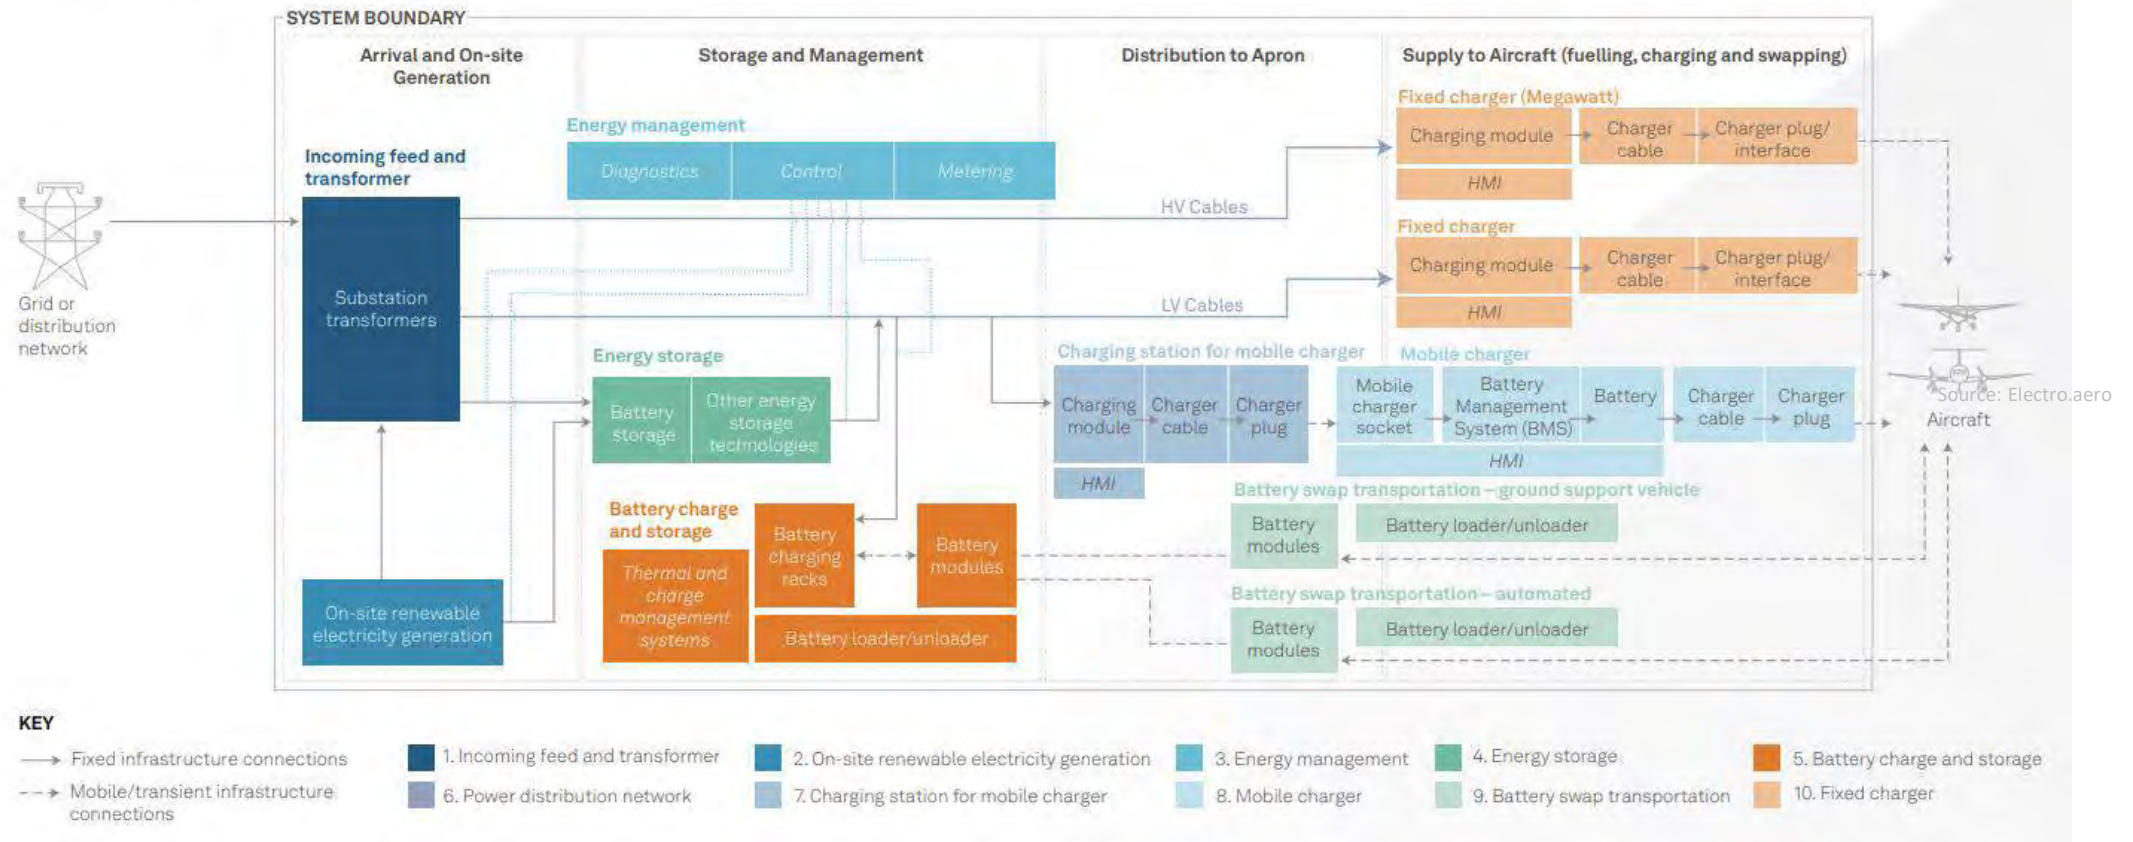 SYSTEM BOUNDARY
Arrival and On-site
Generation
Storage and Management
Distribution to Apron
Supply to Aircraft (fuelling, charging and swapping)
Energy management
Diagnostics
Control
Metering
Incoming feed and
transformer
Substation
transformers
Grid or
distribution
network
HV Cables
LV Cables
Fixed charger (Megawatt)
Charging module
Charger
cable
Charger plug/
interface
HMI
Fixed charger
Charging module
Charger
cable
Charger plug/
interface
HMI
Energy storage
Battery
storage
Other energy
storage
technologies
Charging station for mobile charger
Charging
module
Charger
cable
Charger
plug
HMI
Mobile charger
Mobile
charger
socket
Battery
Management
System (BMS)
Battery
Charger
cable
Charger
plug
HMI
Source: Electro.aero
Aircraft
Battery charge
and storage
Thermal and
charge
management
systems
Battery
charging
racks
Battery
modules
Battery loader/unloader
Battery swap transportation – ground support vehicle
Battery
modules
Battery loader/unloader
Battery swap transportation – automated
Battery
modules
Battery loader/unloader
On-site renewable
electricity generation
KEY
Fixed infrastructure connections
Mobile/transient infrastructure
connections
1. Incoming feed and transformer
2. On-site renewable electricity generation
3. Energy management
4. Energy storage
5. Battery charge and storage
6. Power distribution network
7. Charging station for mobile charger
8. Mobile charger
9. Battery swap transportation
10. Fixed charger